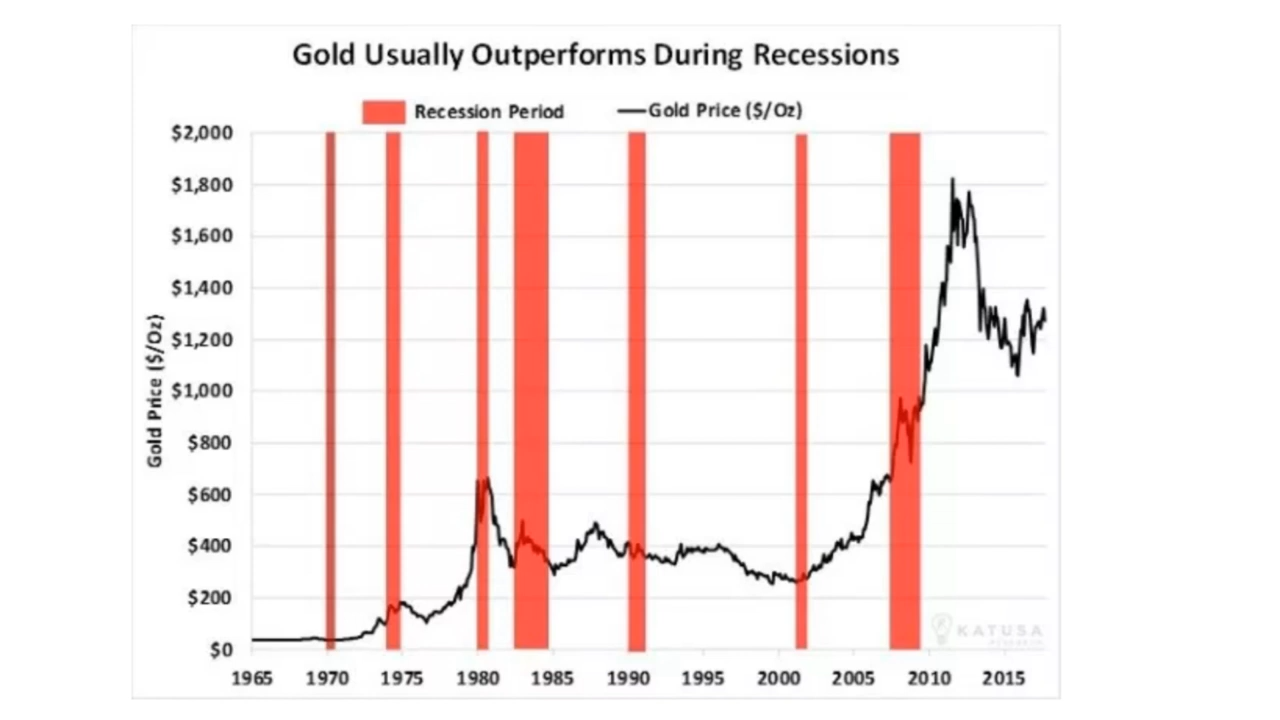 Gold Usually Outperforms During Recessions
Recession Period
Gold Price ($/Oz)
$2,000
$1,800
$1,600
$1,400
$1,200
$1,000
$800
$600
$400
$200
$0
Gold Price ($/Oz)
1965 1970 1975 1980 1985 1990 1995 2000 2005 2010 2015
KATUSA